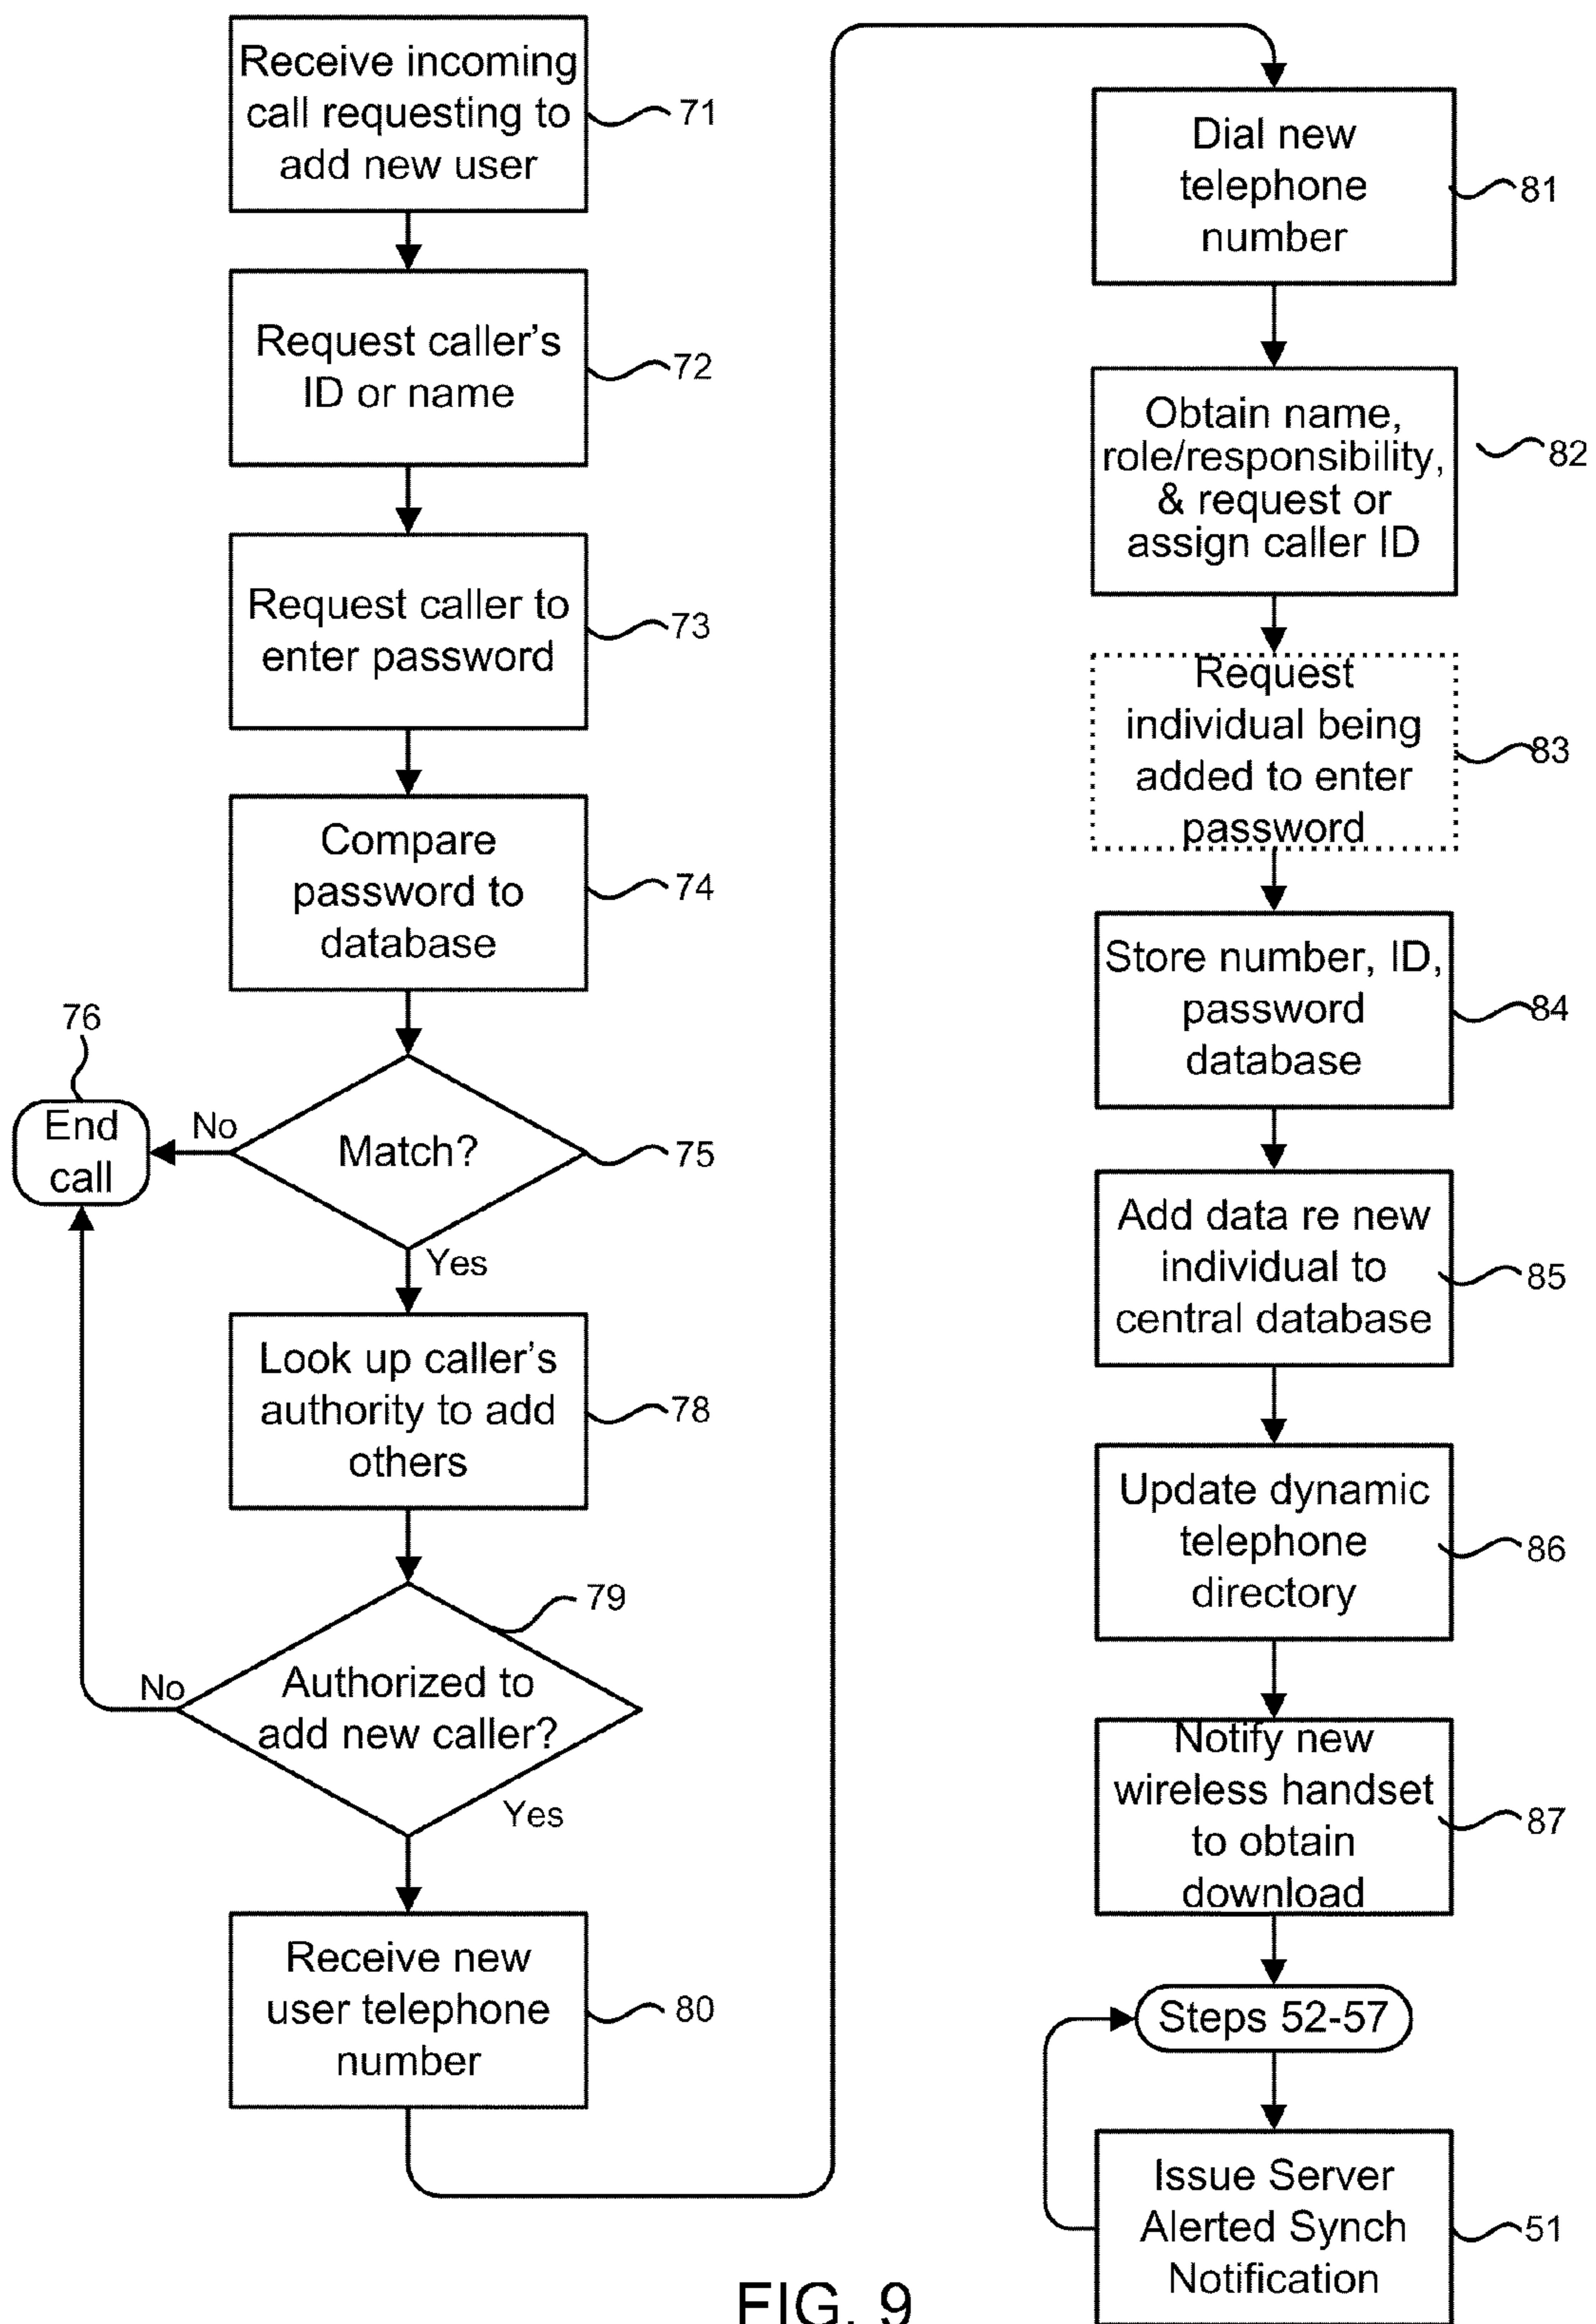 Receive incoming
call requesting to
add new user
71
Request caller's
ID or name
72
Request caller to
enter password
73
Compare
password to
database
74
76
End
call
No
Match?
75
Yes
Look up caller's
authority to add
others
78
79
No
Authorized to
add new caller?
Yes
Receive new
user telephone
number
80
Dial new
telephone
number
81
Obtain name,
role/responsibility,
& request or
assign caller ID
82
Request
individual being
added to enter
password
83
Store number, ID,
password
database
84
Add data re new
individual to
central database
85
Update dynamic
telephone
directory
86
Notify new
wireless handset
to obtain
download
87
Steps 52-57
Issue Server
Alerted Synch
Notification
51
FIG. 9